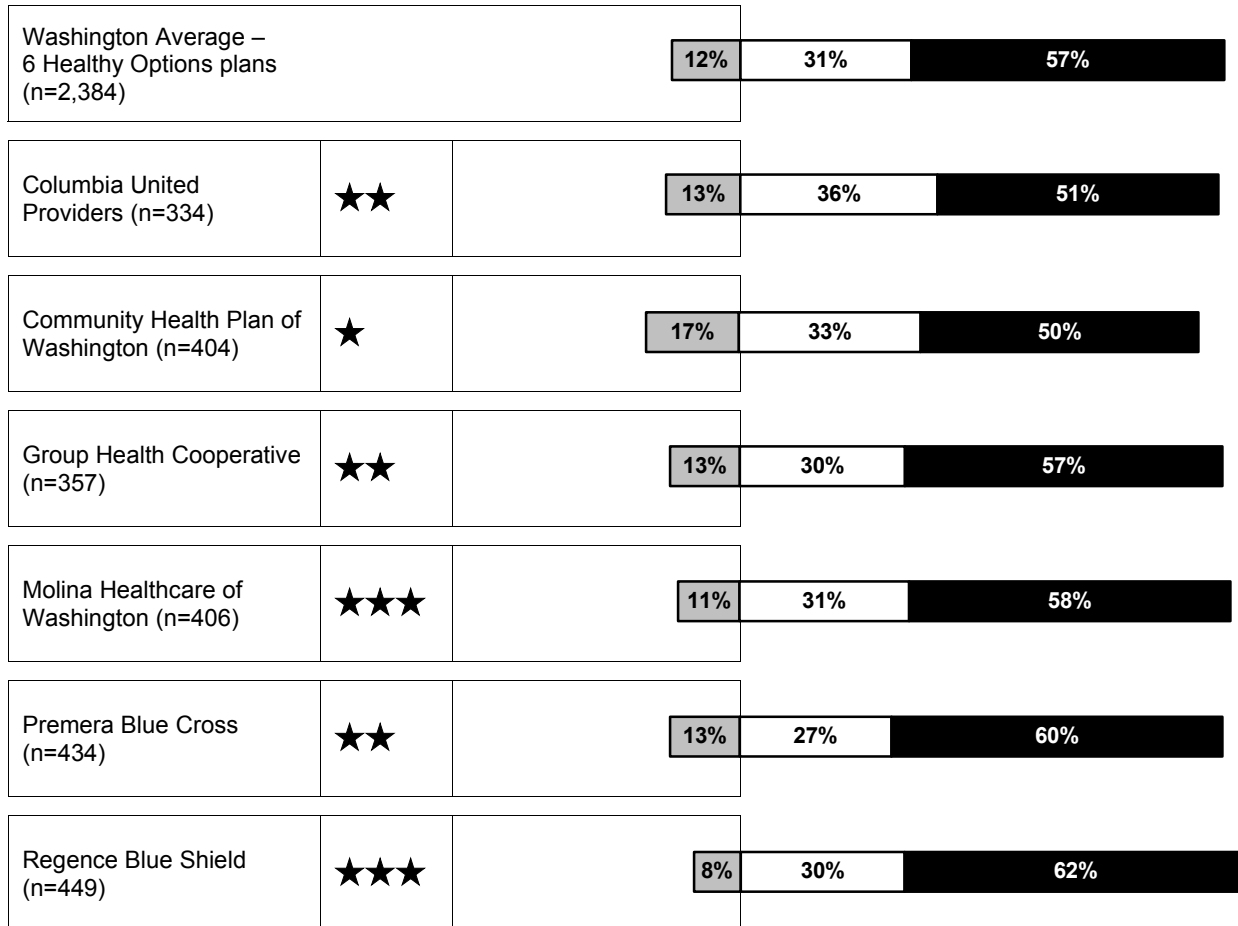 Washington Average –
6 Healthy Options plans
(n=2,384)
12% 31% 57%
Columbia United
Providers (n=334)
★★
13% 36% 51%
Community Health Plan of
Washington (n=404)
★
17% 33% 50%
Group Health Cooperative
(n=357)
★★
13% 30% 57%
Molina Healthcare of
Washington (n=406)
★★★
11% 31% 58%
Premera Blue Cross
(n=434)
★★
13% 27% 60%
Regence Blue Shield
(n=449)
★★★
8% 30% 62%